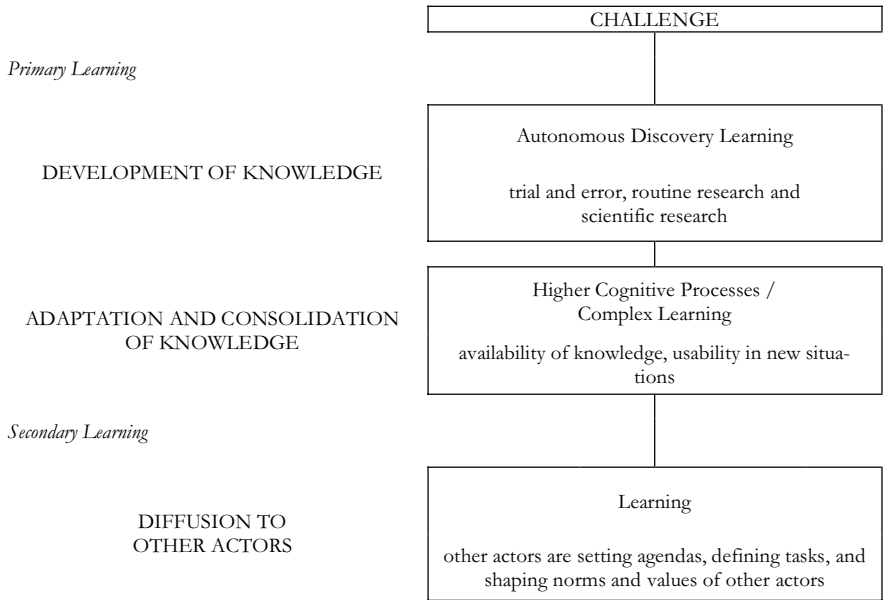 CHALLENGE
Primary Learning
Autonomous Discovery Learning
DEVELOPMENT OF KNOWLEDGE
trial and error, routine research and
scientific research
Higher Cognitive Processes /
Complex Learning
ADAPTATION AND CONSOLIDATION
OF KNOWLEDGE
availability of knowledge, usability in new situa-
tions
Secondary Learning
Learning
DIFFUSION TO
OTHER ACTORS
other actors are setting agendas, defining tasks, and
shaping norms and values of other actors